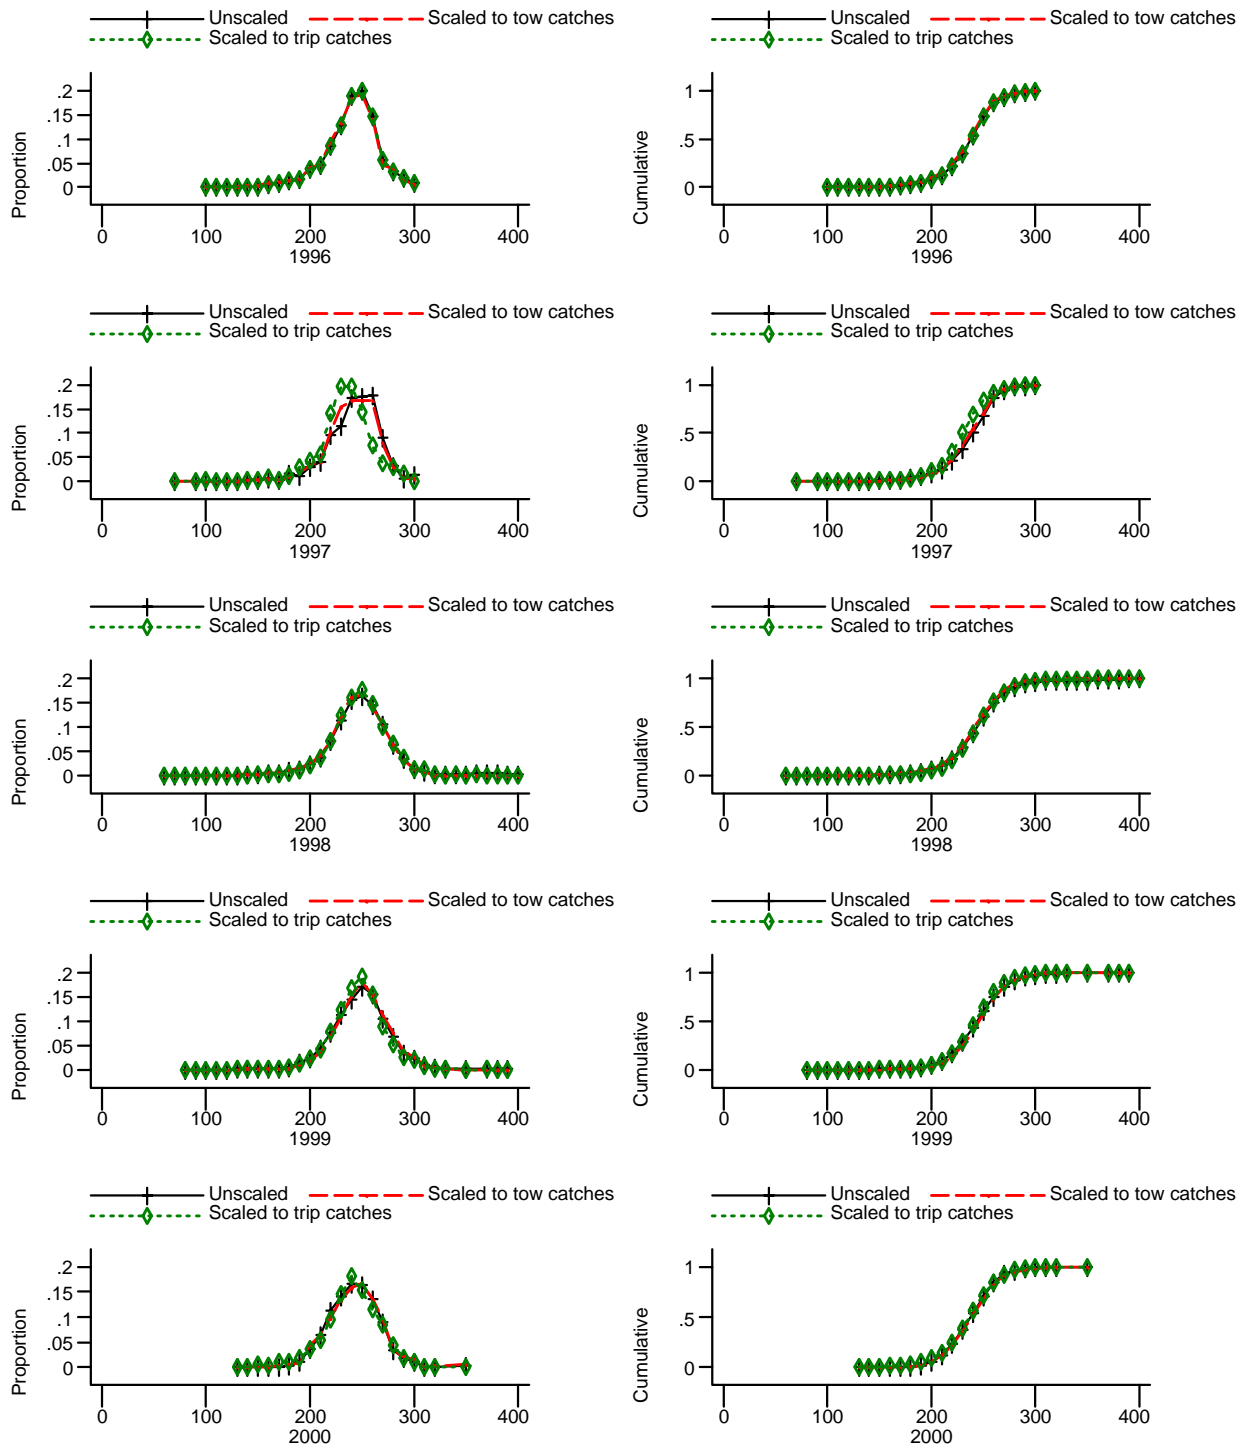 Unscaled Scaled to tow catches Unscaled Scaled to tow catches
Scaled to trip catches Scaled to trip catches
Proportion Cumulative
.2 1
.15
.1 .5
.05
0 0
0 100 200 300 400 0 100 200 300 400
1996 1996
Unscaled Scaled to tow catches Unscaled Scaled to tow catches
Scaled to trip catches Scaled to trip catches
Proportion Cumulative
.2 1
.15
.1 .5
.05
0 0
0 100 200 300 400 0 100 200 300 400
1997 1997
Unscaled Scaled to tow catches Unscaled Scaled to tow catches
Scaled to trip catches Scaled to trip catches
Proportion Cumulative
.2 1
.15
.1 .5
.05
0 0
0 100 200 300 400 0 100 200 300 400
1998 1998
Unscaled Scaled to tow catches Unscaled Scaled to tow catches
Scaled to trip catches Scaled to trip catches
Proportion Cumulative
.2 1
.15
.1 .5
.05
0 0
0 100 200 300 400 0 100 200 300 400
1999 1999
Unscaled Scaled to tow catches Unscaled Scaled to tow catches
Scaled to trip catches Scaled to trip catches
Proportion Cumulative
.2 1
.15
.1 .5
.05
0 0
0 100 200 300 400 0 100 200 300 400
2000 2000